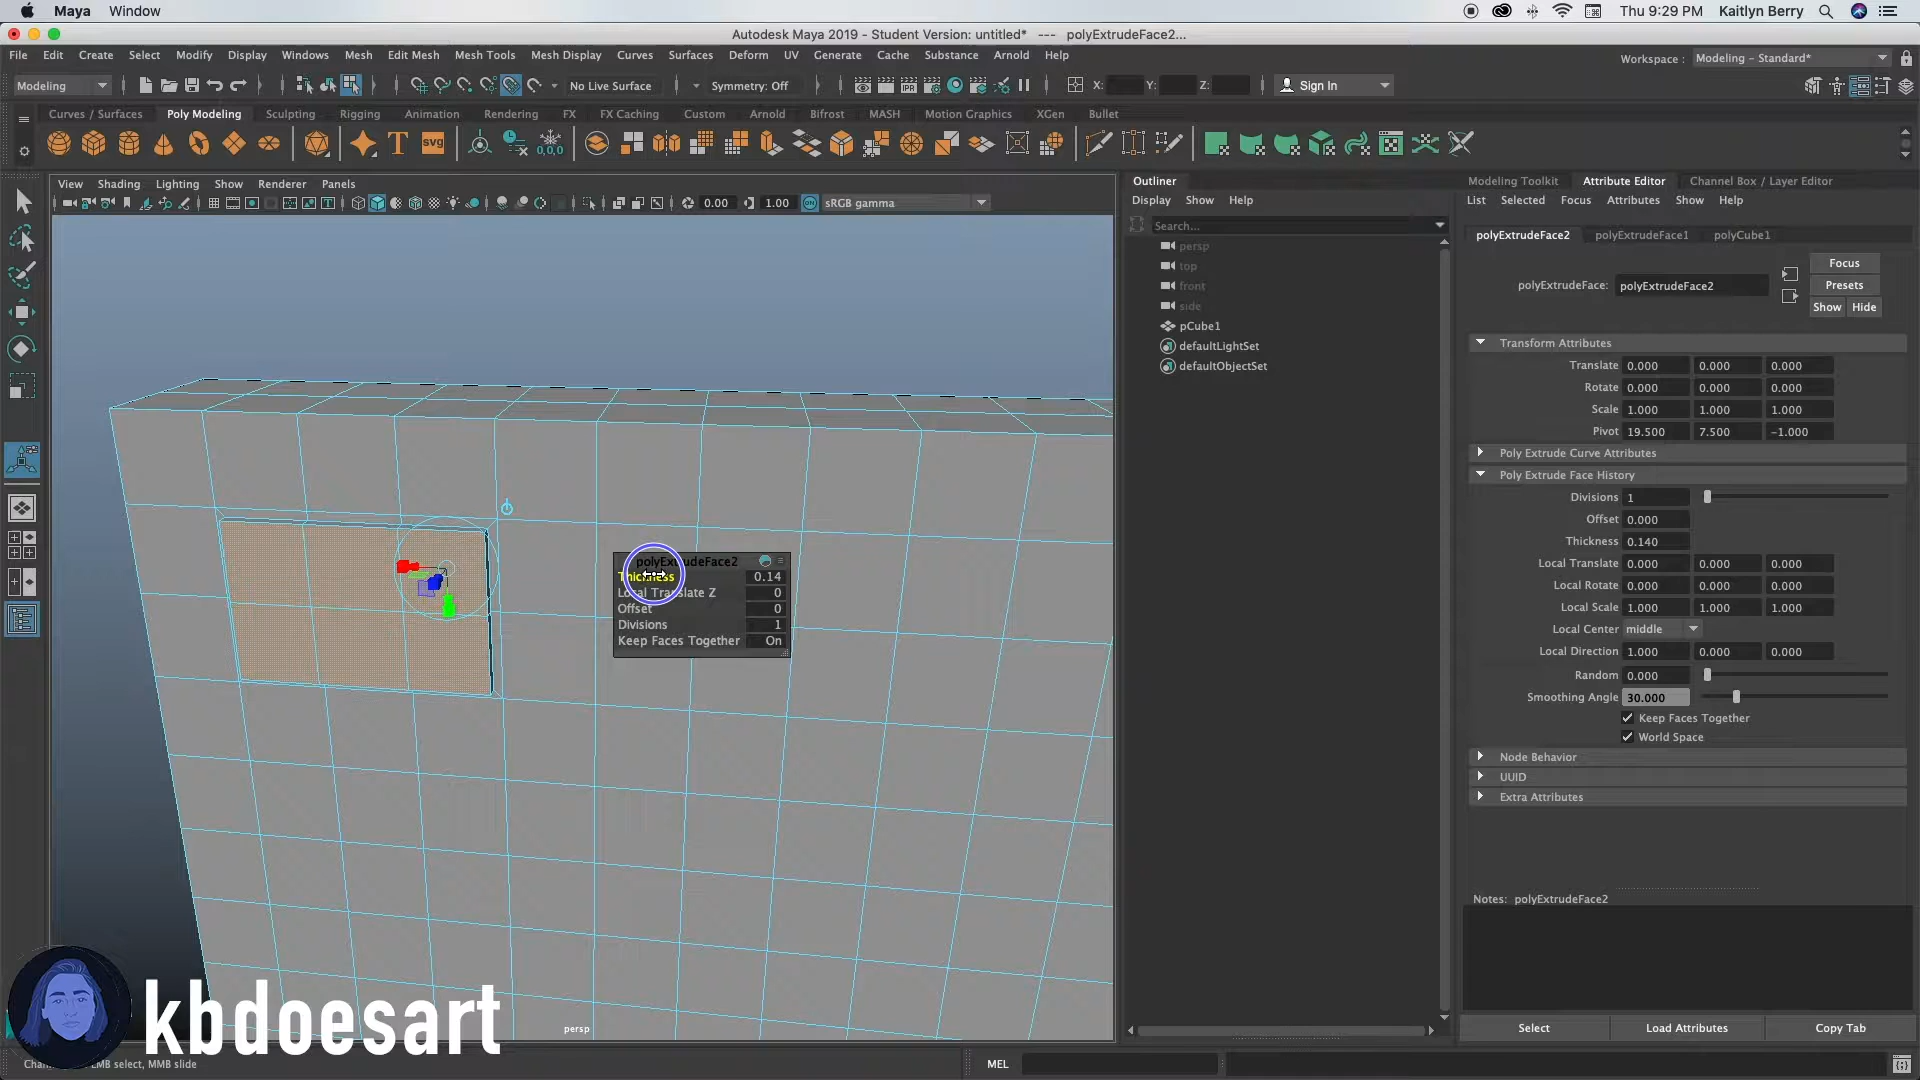 Maya Window Thu 9:29 PM Kaitlyn Berry
Autodesk Maya 2019 - Student Version: untitled* --- polyExtrudeFace2...
File Edit Create Select Modify Display Windows Mesh Edit Mesh Mesh Tools Mesh Display Curves Surfaces Deform UV Generate Cache Substance Arnold Help
Workspace : Modeling - Standard*
Modeling No Live Surface Symmetry: Off IPR X: Y: Z: Sign In
Curves / Surfaces Poly Modeling Sculpting Rigging Animation Rendering FX FX Caching Custom Arnold Bifrost MASH Motion Graphics XGen Bullet
T SVG 0,0,0
View Shading Lighting Show Renderer Panels
0.00 1.00 ON sRGB gamma
polyExtrudeFace2
Thickness 0.14
Local Translate Z 0
Offset 0
Divisions 1
Keep Faces Together On
persp
kbdoesart
Outliner
Display Show Help
Search...
persp
top
front
side
pCube1
defaultLightSet
defaultObjectSet
Modeling Toolkit Attribute Editor Channel Box / Layer Editor
List Selected Focus Attributes Show Help
polyExtrudeFace2 polyExtrudeFace1 polyCube1
polyExtrudeFace: polyExtrudeFace2
Focus
Presets
Show Hide
Transform Attributes
Translate 0.000 0.000 0.000
Rotate 0.000 0.000 0.000
Scale 1.000 1.000 1.000
Pivot 19.500 7.500 -1.000
Poly Extrude Curve Attributes
Poly Extrude Face History
Divisions 1
Offset 0.000
Thickness 0.140
Local Translate 0.000 0.000 0.000
Local Rotate 0.000 0.000 0.000
Local Scale 1.000 1.000 1.000
Local Center middle
Local Direction 1.000 0.000 0.000
Random 0.000
Smoothing Angle 30.000
Keep Faces Together
World Space
Node Behavior
UUID
Extra Attributes
Notes: polyExtrudeFace2
Select Load Attributes Copy Tab
MB select, MMB slide
MEL